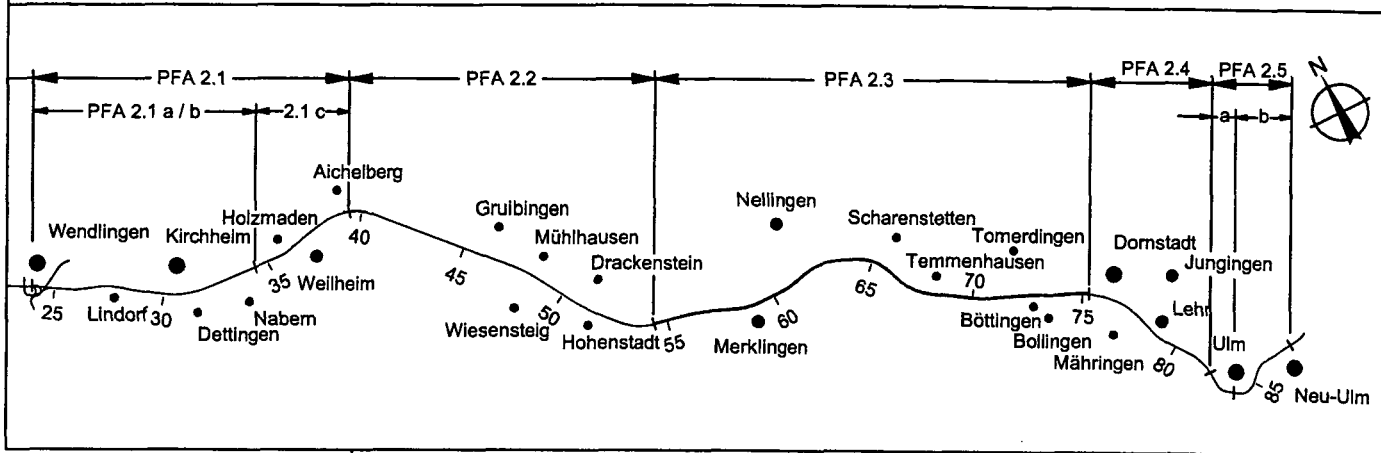 PFA 2.1
PFA 2.2
PFA 2.3
PFA 2.4
PFA 2.5
N
PFA 2.1 a / b
2.1 c
a
b
Aichelberg
Wendlingen
Kirchheim
Holzmaden
Weilheim
Lindorf
Dettingen
Nabern
Gruibingen
Mühlhausen
Drackenstein
Wiesensteig
Hohenstadt
Nellingen
Merklingen
Scharenstetten
Temmenhausen
Tomerdingen
Böttingen
Bollingen
Mähringen
Dornstadt
Jungingen
Lehr
Ulm
Neu-Ulm
25
30
35
40
45
50
55
60
65
70
75
80
85